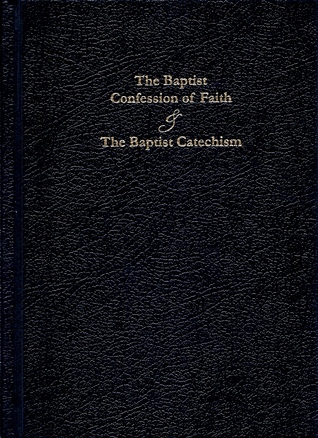 The Baptist
Confession of Faith
&
The Baptist Catechism